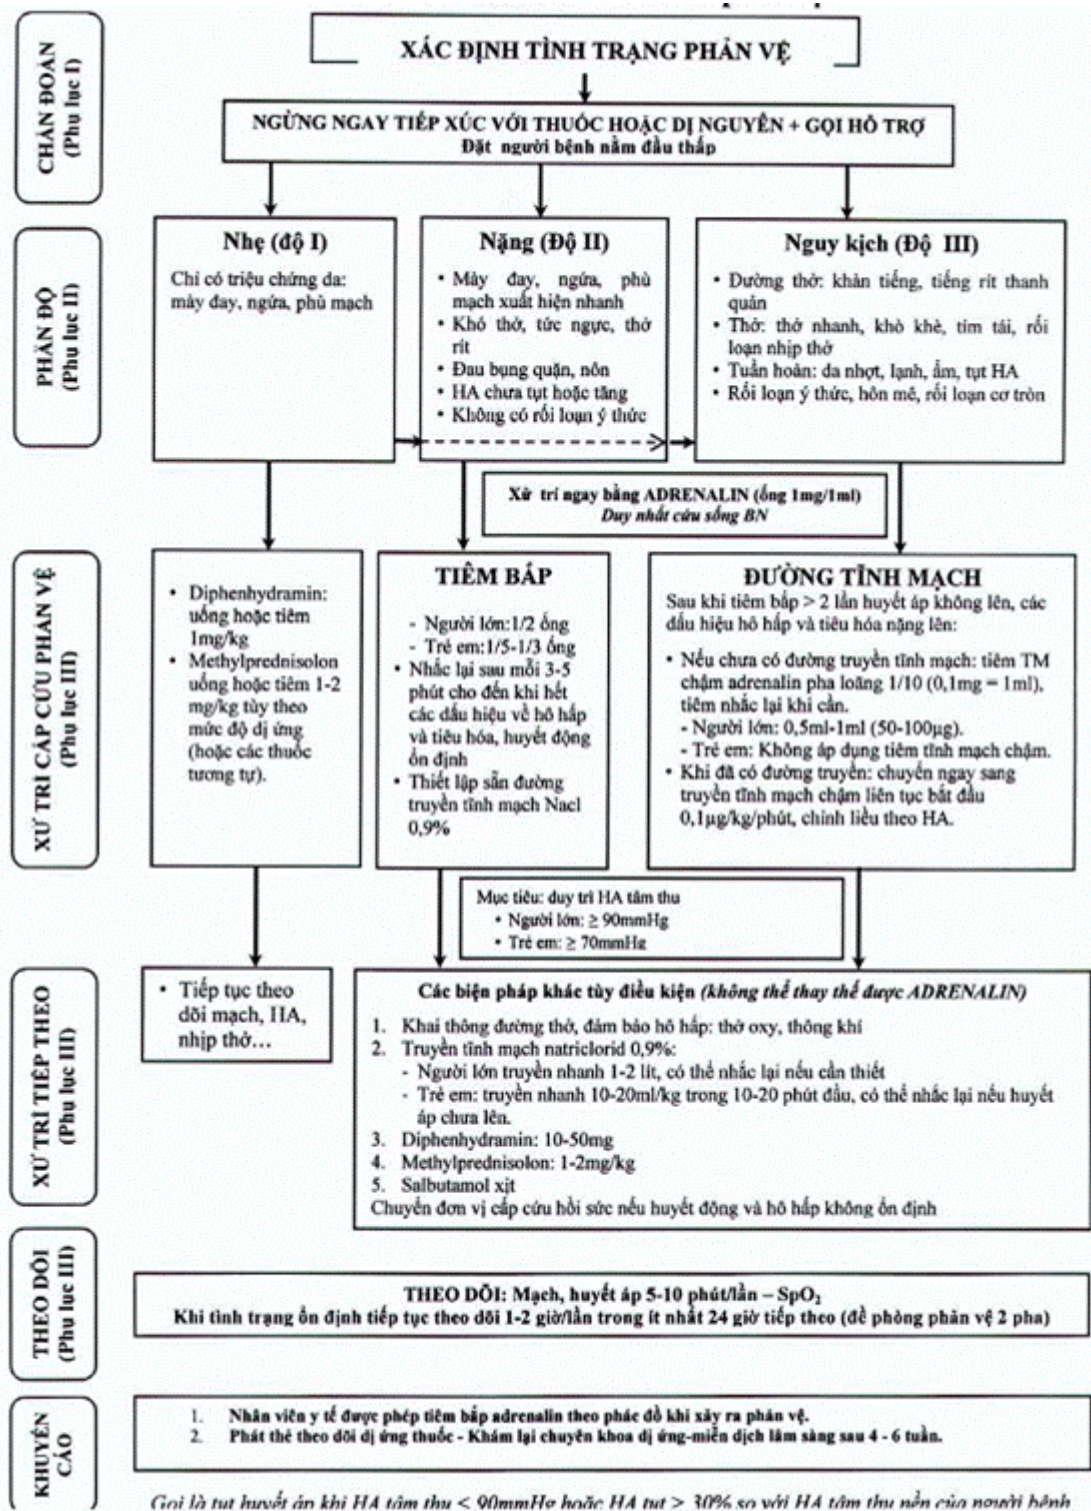 XÁC ĐỊNH TÌNH TRẠNG PHẢN VỆ
CHẨN ĐOÁN
(Phụ lục I)
NGỪNG NGAY TIẾP XÚC VỚI THUỐC HOẶC DỊ NGUYÊN + GỌI HỖ TRỢ
Đặt người bệnh nằm đầu thấp
PHÂN ĐỘ
(Phụ lục II)
Nhẹ (độ I)
Chỉ có triệu chứng da:
mày đay, ngứa, phù mạch
Nặng (Độ II)
• Mày đay, ngứa, phù
mạch xuất hiện nhanh
• Khó thở, tức ngực, thở
rít
• Đau bụng quặn, nôn
• HA chưa tụt hoặc tăng
• Không có rối loạn ý thức
Nguy kịch (Độ III)
• Đường thở: khàn tiếng, tiếng rít thanh
quản
• Thở: thở nhanh, khò khè, tím tái, rối
loạn nhịp thở
• Tuần hoàn: da nhợt, lạnh, ẩm, tụt HA
• Rối loạn ý thức, hôn mê, rối loạn cơ tròn
Xử trí ngay bằng ADRENALIN (ống 1mg/1ml)
Duy nhất cứu sống BN
XỬ TRÍ CẤP CỨU PHẢN VỆ
(Phụ lục III)
• Diphenhydramin:
uống hoặc tiêm
1mg/kg
• Methylprednisolon
uống hoặc tiêm 1-2
mg/kg tùy theo
mức độ dị ứng
(hoặc các thuốc
tương tự).
TIÊM BẮP
- Người lớn:1/2 ống
- Trẻ em:1/5-1/3 ống
• Nhắc lại sau mỗi 3-5
phút cho đến khi hết
các dấu hiệu về hô hấp
và tiêu hóa, huyết động
ổn định
• Thiết lập sẵn đường
truyền tĩnh mạch Nacl
0,9%
ĐƯỜNG TĨNH MẠCH
Sau khi tiêm bắp > 2 lần huyết áp không lên, các
dấu hiệu hô hấp và tiêu hóa nặng lên:
• Nếu chưa có đường truyền tĩnh mạch: tiêm TM
chậm adrenalin pha loãng 1/10 (0,1mg = 1ml),
tiêm nhắc lại khi cần.
- Người lớn: 0,5ml-1ml (50-100µg).
- Trẻ em: Không áp dụng tiêm tĩnh mạch chậm.
• Khi đã có đường truyền: chuyển ngay sang
truyền tĩnh mạch chậm liên tục bắt đầu
0,1µg/kg/phút, chỉnh liều theo HA.
Mục tiêu: duy trì HA tâm thu
• Người lớn: ≥ 90mmHg
• Trẻ em: ≥ 70mmHg
XỬ TRÍ TIẾP THEO
(Phụ lục III)
• Tiếp tục theo
dõi mạch, HA,
nhịp thở...
Các biện pháp khác tùy điều kiện (không thể thay thế được ADRENALIN)
1. Khai thông đường thở, đảm bảo hô hấp: thở oxy, thông khí
2. Truyền tĩnh mạch natriclorid 0,9%:
- Người lớn truyền nhanh 1-2 lít, có thể nhắc lại nếu cần thiết
- Trẻ em: truyền nhanh 10-20ml/kg trong 10-20 phút đầu, có thể nhắc lại nếu huyết
áp chưa lên.
3. Diphenhydramin: 10-50mg
4. Methylprednisolon: 1-2mg/kg
5. Salbutamol xịt
Chuyển đơn vị cấp cứu hồi sức nếu huyết động và hô hấp không ổn định
THEO DÕI
(Phụ lục III)
THEO DÕI: Mạch, huyết áp 5-10 phút/lần – SpO₂
Khi tình trạng ổn định tiếp tục theo dõi 1-2 giờ/lần trong ít nhất 24 giờ tiếp theo (đề phòng phản vệ 2 pha)
KHUYẾN
CÁO
1. Nhân viên y tế được phép tiêm bắp adrenalin theo phác đồ khi xảy ra phản vệ.
2. Phát thẻ theo dõi dị ứng thuốc - Khám lại chuyên khoa dị ứng-miễn dịch lâm sàng sau 4 - 6 tuần.
Gọi là tụt huyết áp khi HA tâm thu < 90mmHg hoặc HA tụt > 30% so với HA tâm thu nền của người bệnh